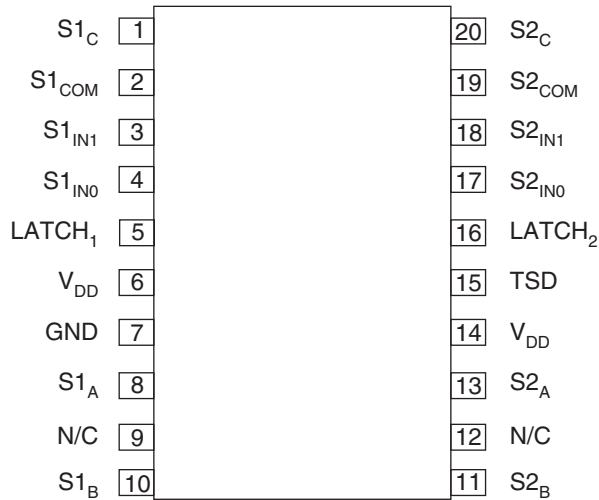 S1C 1 20 S2C
S1COM 2 19 S2COM
S1IN1 3 18 S2IN1
S1IN0 4 17 S2IN0
LATCH1 5 16 LATCH2
VDD 6 15 TSD
GND 7 14 VDD
S1A 8 13 S2A
N/C 9 12 N/C
S1B 10 11 S2B